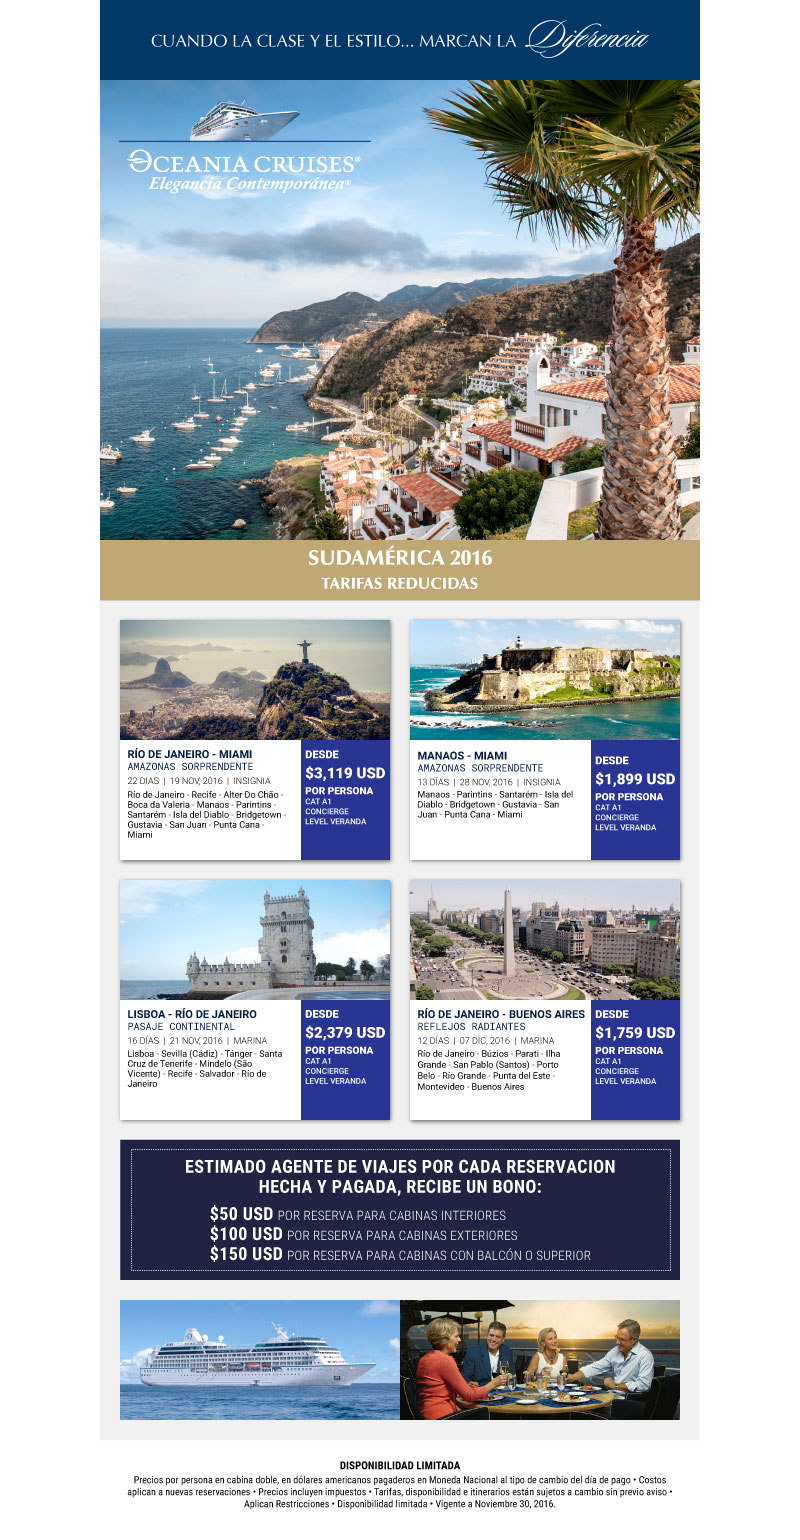 CUANDO LA CLASE Y EL ESTILO... MARCAN LA Diferencia
OCEANIA CRUISES®
Elegancia Contemporánea®
SUDAMÉRICA 2016
TARIFAS REDUCIDAS
RÍO DE JANEIRO - MIAMI
AMAZONAS SORPRENDENTE
22 DIAS | 19 NOV, 2016 | INSIGNIA
Río de Janeiro - Recife - Alter Do Chão -
Boca da Valeria - Manaos - Parintins -
Santarém - Isla del Diablo - Bridgetown -
Gustavia - San Juan - Punta Cana -
Miami
DESDE
$3,119 USD
POR PERSONA
CAT A1
CONCIERGE
LEVEL VERANDA
MANAOS - MIAMI
AMAZONAS SORPRENDENTE
13 DÍAS | 28 NOV, 2016 | INSIGNIA
Manaos - Parintins - Santarém - Isla del
Diablo - Bridgetown - Gustavia - San
Juan - Punta Cana - Miami
DESDE
$1,899 USD
POR PERSONA
CAT A1
CONCIERGE
LEVEL VERANDA
LISBOA - RÍO DE JANEIRO
PASAJE CONTINENTAL
16 DÍAS | 21 NOV, 2016 | MARINA
Lisboa - Sevilla (Cádiz) - Tánger - Santa
Cruz de Tenerife - Mindelo (São
Vicente) - Recife - Salvador - Río de
Janeiro
DESDE
$2,379 USD
POR PERSONA
CAT A1
CONCIERGE
LEVEL VERANDA
RÍO DE JANEIRO - BUENOS AIRES
REFLEJOS RADIANTES
12 DÍAS | 07 DIC, 2016 | MARINA
Río de Janeiro - Búzios - Parati - Ilha
Grande - San Pablo (Santos) - Porto
Belo - Río Grande - Punta del Este -
Montevideo - Buenos Aires
DESDE
$1,759 USD
POR PERSONA
CAT A1
CONCIERGE
LEVEL VERANDA
ESTIMADO AGENTE DE VIAJES POR CADA RESERVACION
HECHA Y PAGADA, RECIBE UN BONO:
$50 USD POR RESERVA PARA CABINAS INTERIORES
$100 USD POR RESERVA PARA CABINAS EXTERIORES
$150 USD POR RESERVA PARA CABINAS CON BALCÓN O SUPERIOR
DISPONIBILIDAD LIMITADA
Precios por persona en cabina doble, en dólares americanos pagaderos en Moneda Nacional al tipo de cambio del día de pago • Costos
aplican a nuevas reservaciones • Precios incluyen impuestos • Tarifas, disponibilidad e itinerarios están sujetos a cambio sin previo aviso •
Aplican Restricciones • Disponibilidad limitada • Vigente a Noviembre 30, 2016.